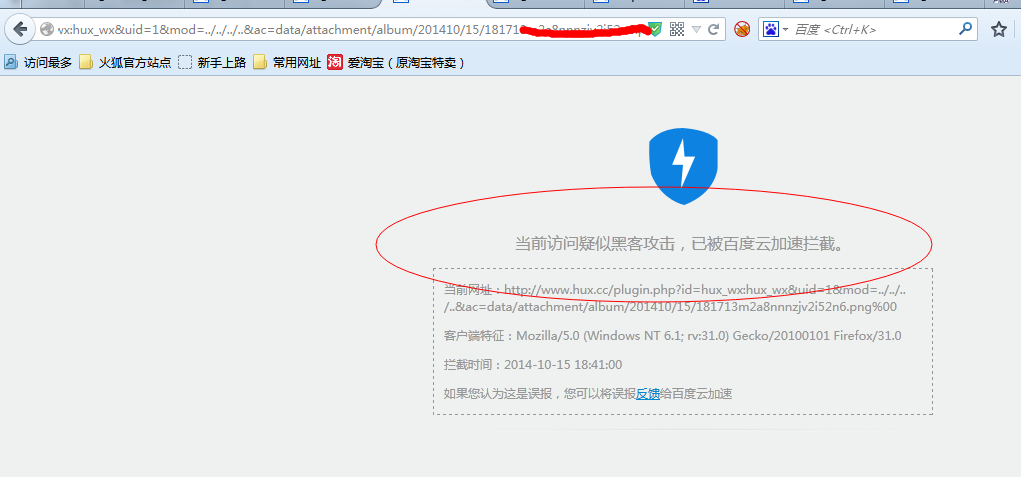 vx:hux_wx&uid=1&mod=../../../..&ac=data/attachment/album/201410/15/18171
百度 <Ctrl+K>
访问最多 火狐官方站点 新手上路 常用网址 淘 爱淘宝（原淘宝特卖）
当前访问疑似黑客攻击，已被百度云加速拦截。
当前网址：http://www.hux.cc/plugin.php?id=hux_wx:hux_wx&uid=1&mod=../../..
/..&ac=data/attachment/album/201410/15/181713m2a8nnnzjv2i52n6.png%00
客户端特征：Mozilla/5.0 (Windows NT 6.1; rv:31.0) Gecko/20100101 Firefox/31.0
拦截时间：2014-10-15 18:41:00
如果您认为这是误报，您可以将误报反馈给百度云加速